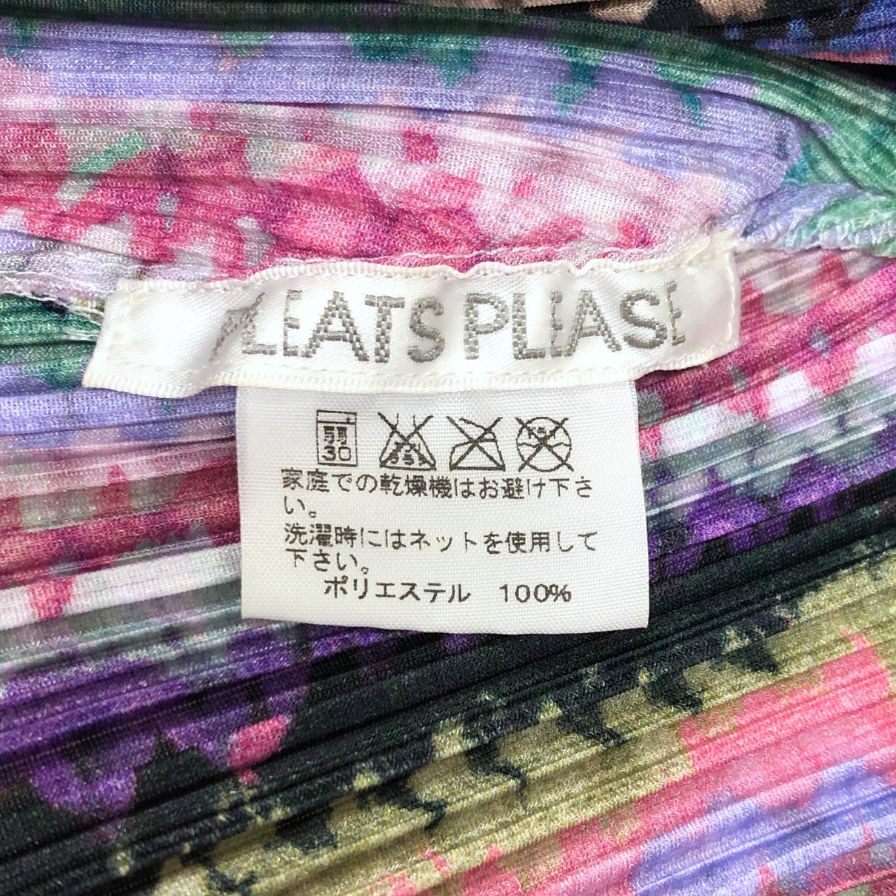 PLEATS PLEASE
弱
30
家庭での乾燥機はお避け下さ
い。
洗濯時にはネットを使用して
下さい。
ポリエステル 100%